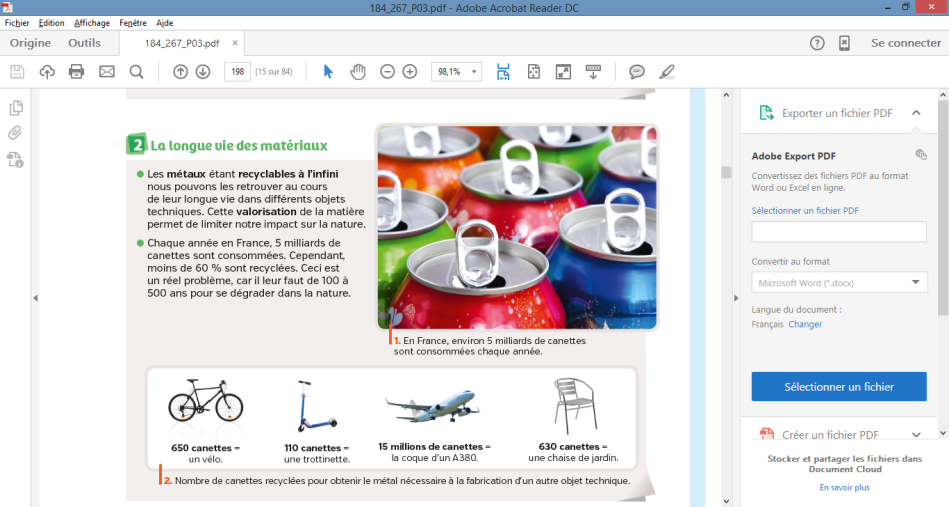 184_267_P03.pdf - Adobe Acrobat Reader DC
Fichier Edition Affichage Fenêtre Aide
Origine Outils 184_267_P03.pdf × Se connecter
198 (15 sur 84) 98,1%
2 La longue vie des matériaux
Les métaux étant recyclables à l'infini
nous pouvons les retrouver au cours
de leur longue vie dans différents objets
techniques. Cette valorisation de la matière
permet de limiter notre impact sur la nature.
Chaque année en France, 5 milliards de
canettes sont consommées. Cependant,
moins de 60 % sont recyclées. Ceci est
un réel problème, car il leur faut de 100 à
500 ans pour se dégrader dans la nature.
1. En France, environ 5 milliards de canettes
sont consommées chaque année.
650 canettes =
un vélo.
110 canettes =
une trottinette.
15 millions de canettes =
la coque d'un A380.
630 canettes =
une chaise de jardin.
2. Nombre de canettes recyclées pour obtenir le métal nécessaire à la fabrication d'un autre objet technique.
Exporter un fichier PDF
Adobe Export PDF
Convertissez des fichiers PDF au format
Word ou Excel en ligne.
Sélectionner un fichier PDF
Convertir au format
Microsoft Word (*.docx)
Langue du document :
Français Changer
Sélectionner un fichier
Créer un fichier PDF
Stocker et partager les fichiers dans
Document Cloud
En savoir plus